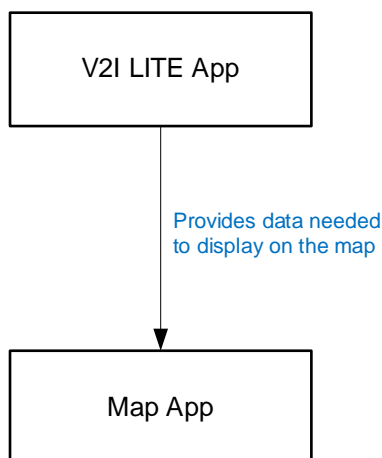 V2I LITE App
Provides data needed
to display on the map
Map App